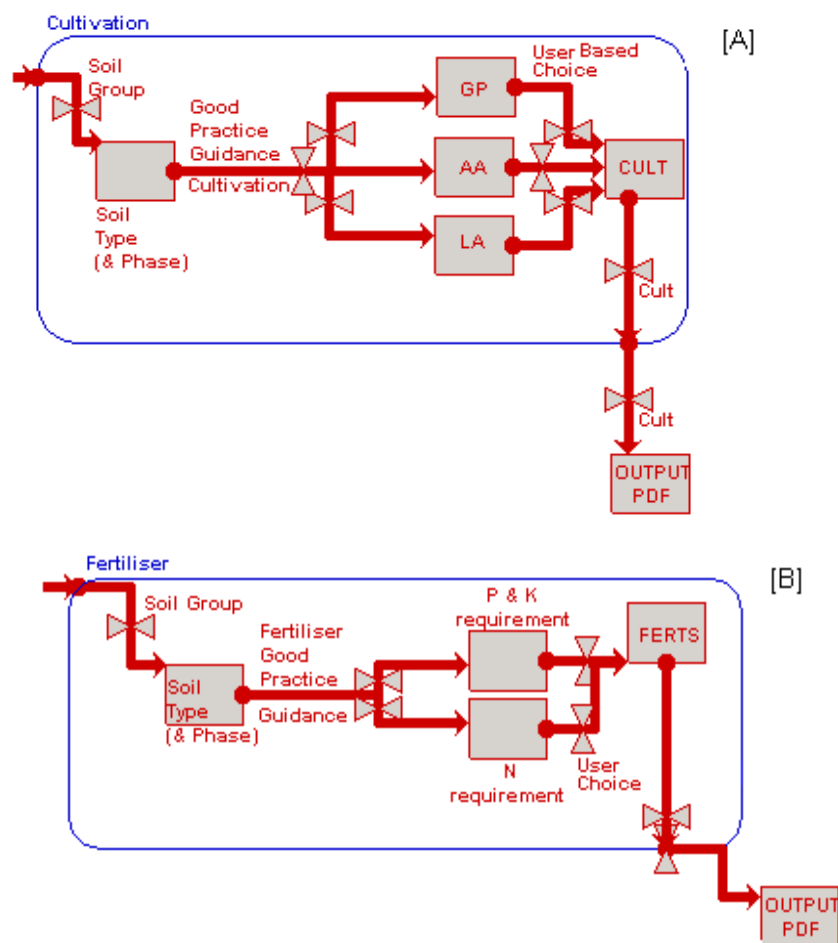 Cultivation
[A]
Soil
Group
User Based
Choice
GP
Good
Practice
Guidance
Cultivation
AA
CULT
Soil
Type
(& Phase)
LA
Cult
Cult
OUTPUT
PDF
Fertiliser
[B]
Soil Group
P & K
requirement
FERTS
Fertiliser
Good
Practice
Guidance
Soil
Type
(& Phase)
N
requirement
User
Choice
OUTPUT
PDF